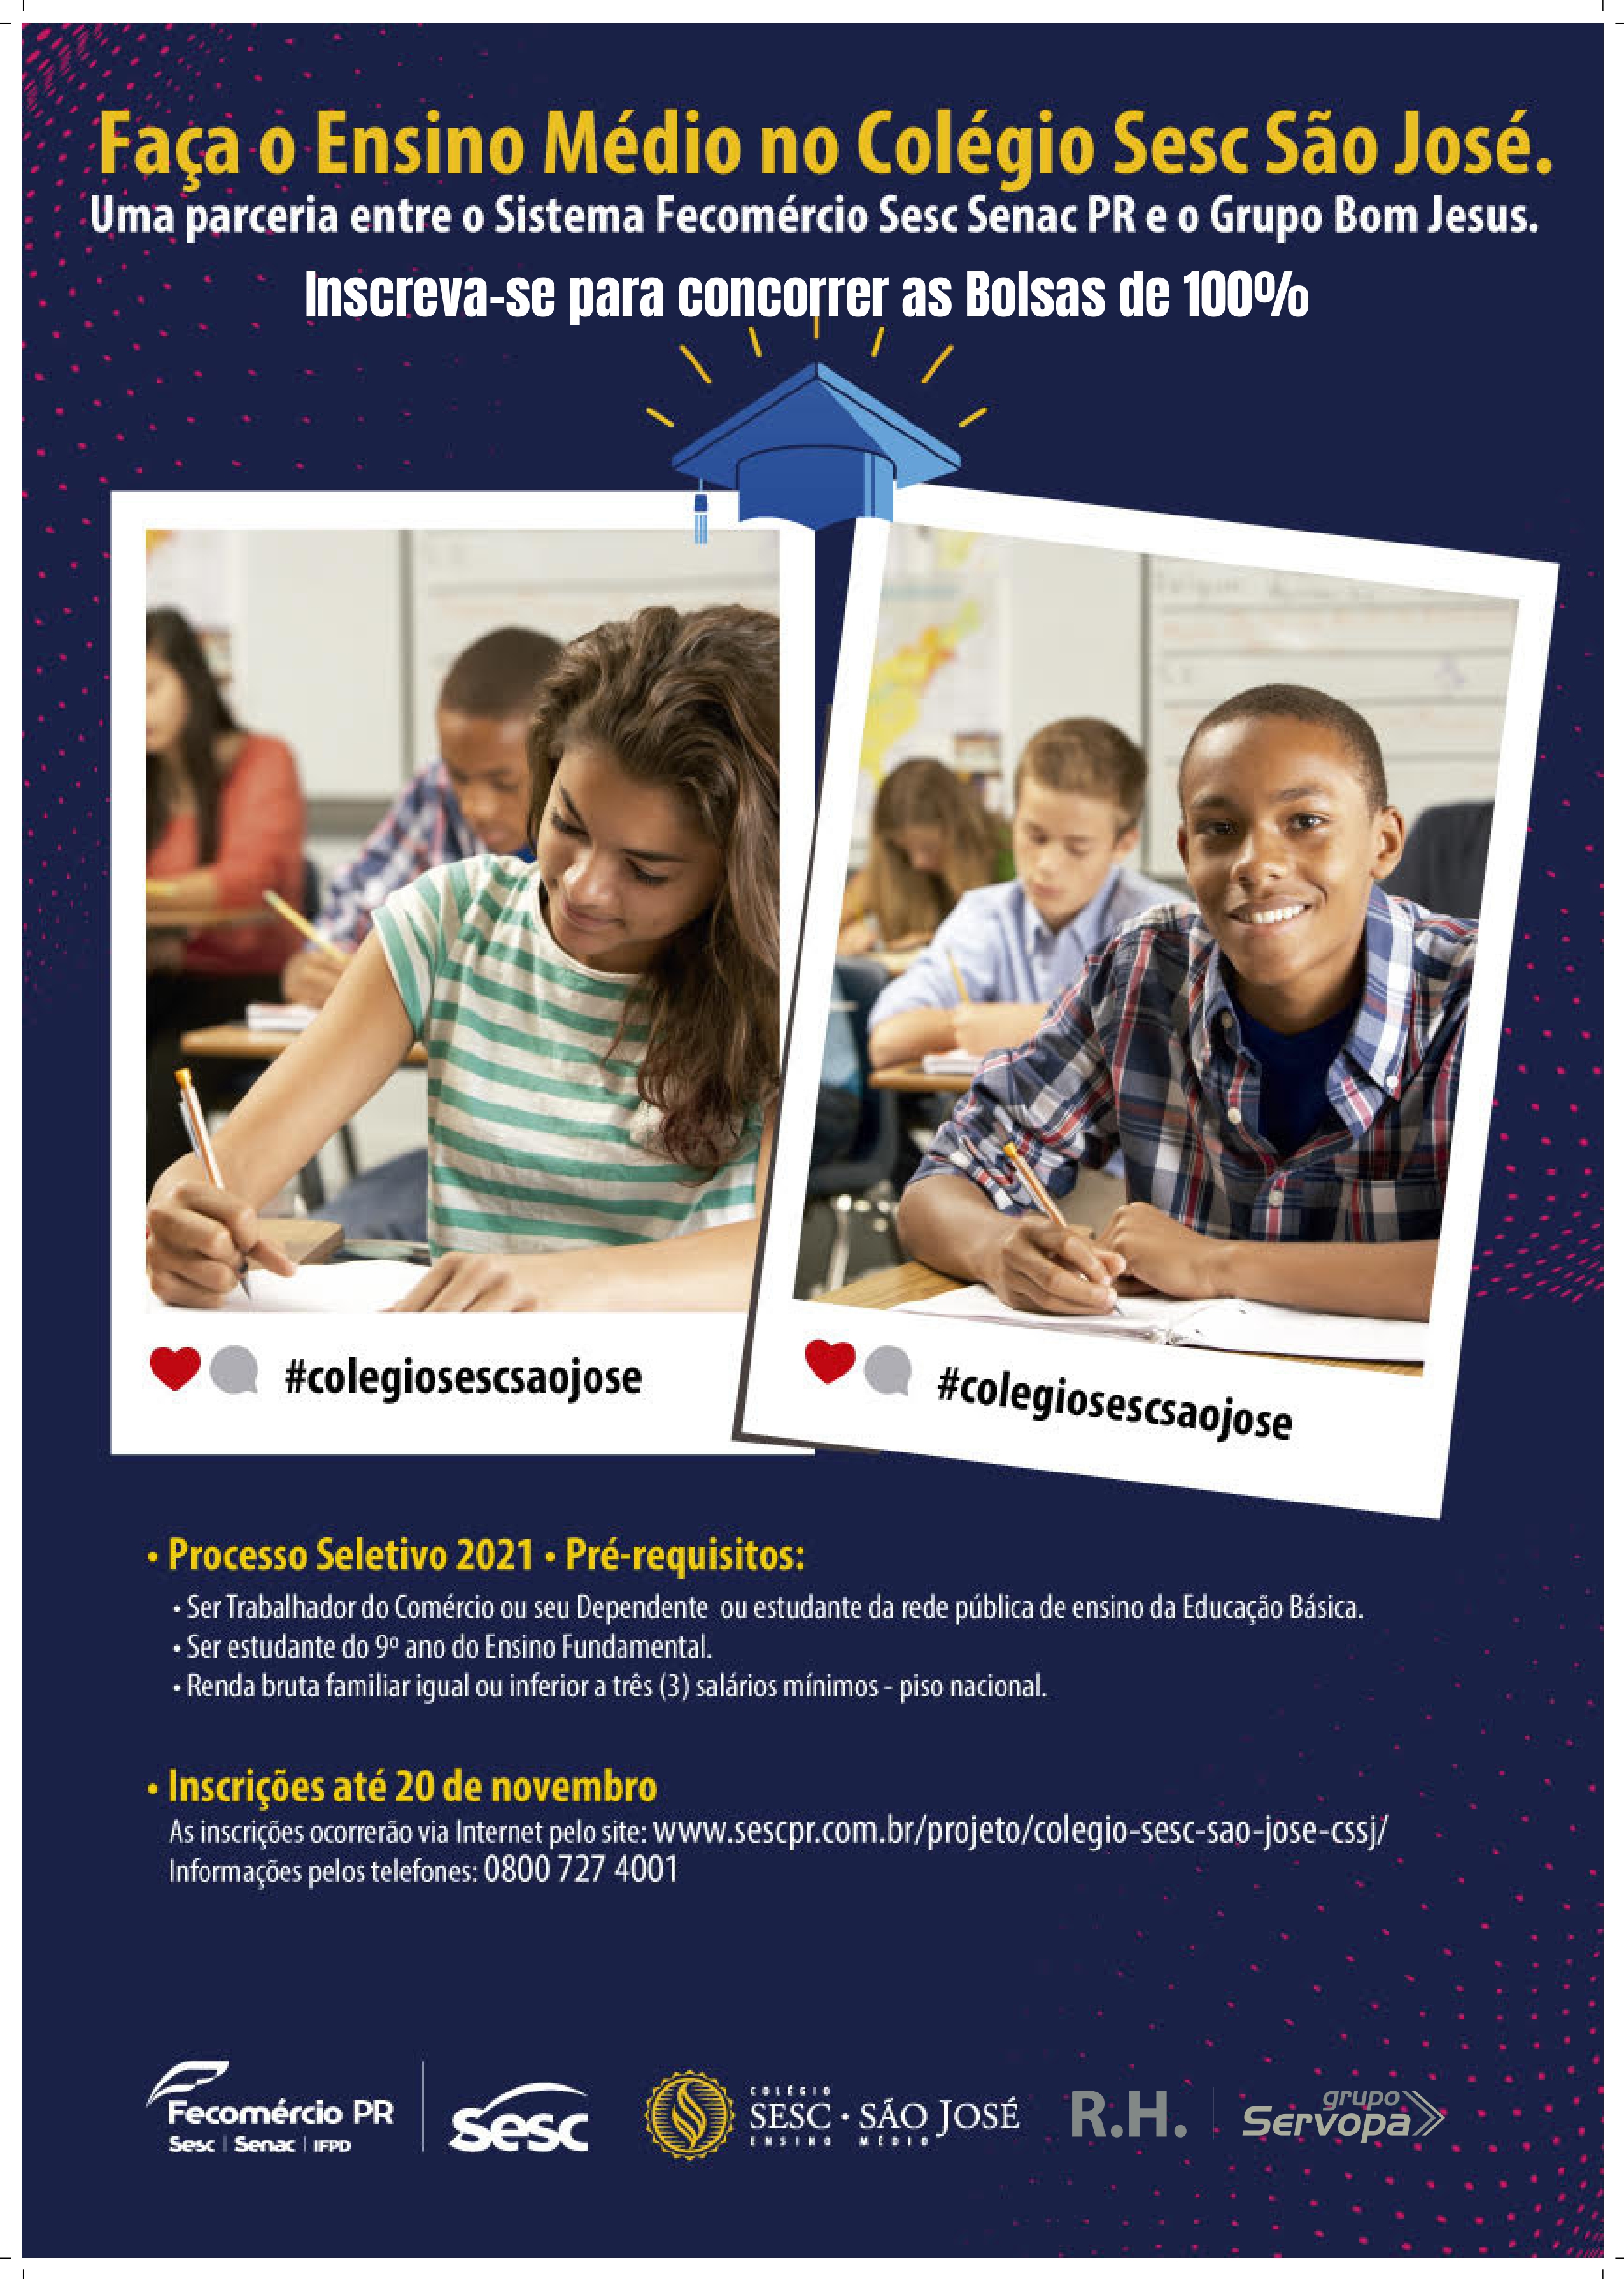 Faça o Ensino Médio no Colégio Sesc São José.
Uma parceria entre o Sistema Fecomércio Sesc Senac PR e o Grupo Bom Jesus.
Inscreva-se para concorrer as Bolsas de 100%
#colegiosescsaojose
#colegiosescsaojose
• Processo Seletivo 2021 • Pré-requisitos:
• Ser Trabalhador do Comércio ou seu Dependente ou estudante da rede pública de ensino da Educação Básica.
• Ser estudante do 9º ano do Ensino Fundamental.
• Renda bruta familiar igual ou inferior a três (3) salários mínimos - piso nacional.
• Inscrições até 20 de novembro
As inscrições ocorrerão via Internet pelo site: www.sescpr.com.br/projeto/colegio-sesc-sao-jose-cssj/
Informações pelos telefones: 0800 727 4001
Fecomércio PR
Sesc | Senac | IFPD
Sesc
COLÉGIO
SESC • SÃO JOSÉ
ENSINO MÉDIO
R.H.
grupo
Servopa